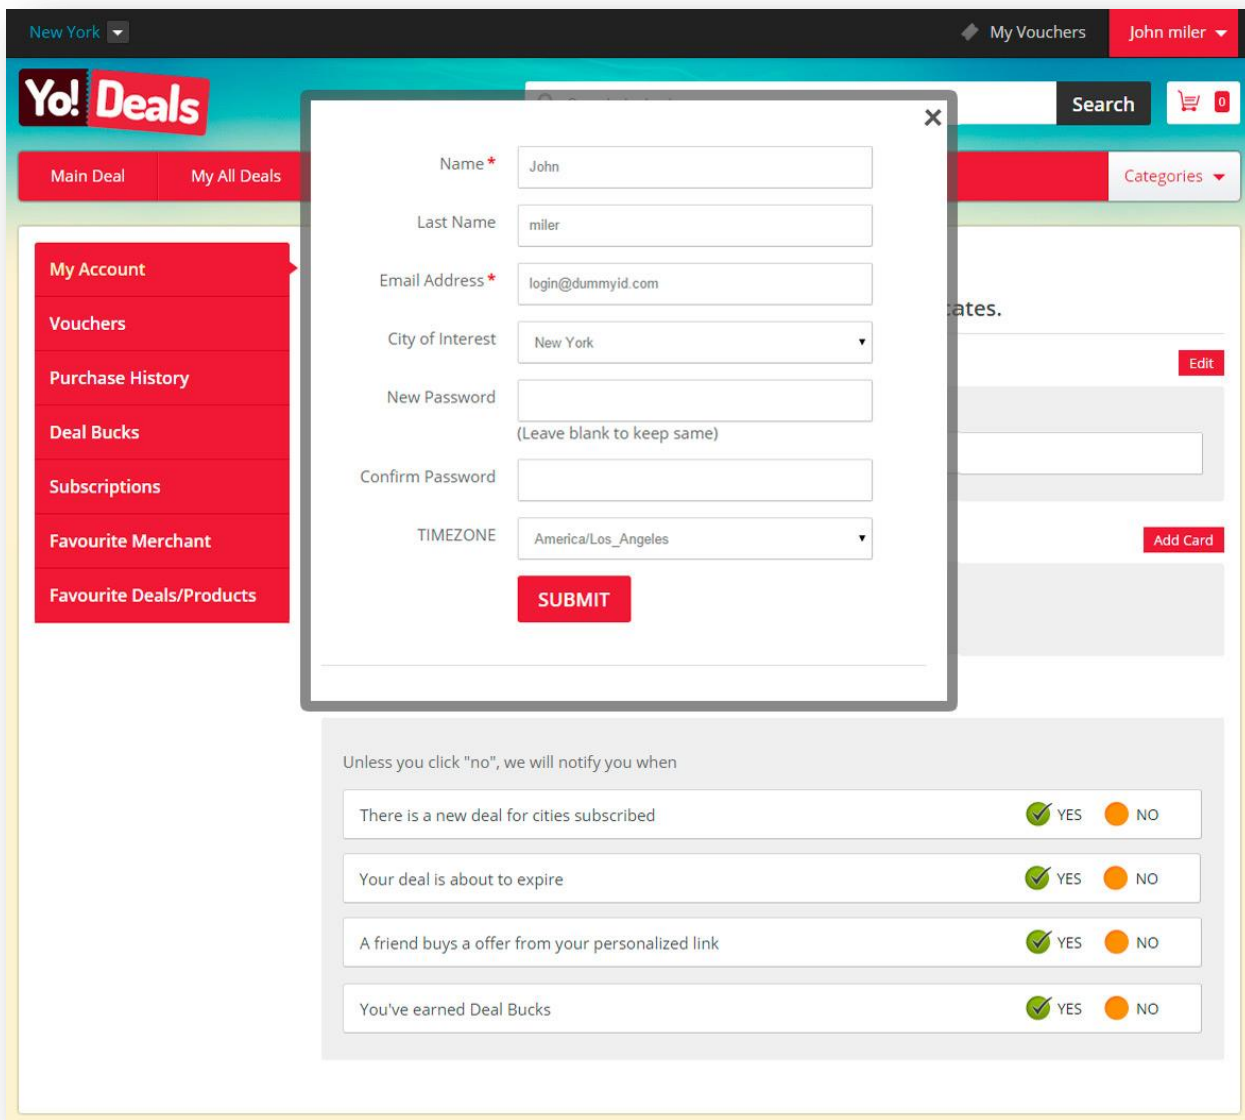 New York
My Vouchers
John miler
Yo! Deals
Search
0
Main Deal
My All Deals
Categories
Name*
John
Last Name
miler
Email Address*
login@dummyid.com
City of Interest
New York
New Password
(Leave blank to keep same)
Confirm Password
TIMEZONE
America/Los_Angeles
SUBMIT
My Account
Vouchers
Purchase History
Deal Bucks
Subscriptions
Favourite Merchant
Favourite Deals/Products
Edit
Add Card
Unless you click "no", we will notify you when
There is a new deal for cities subscribed YES NO
Your deal is about to expire YES NO
A friend buys a offer from your personalized link YES NO
You've earned Deal Bucks YES NO